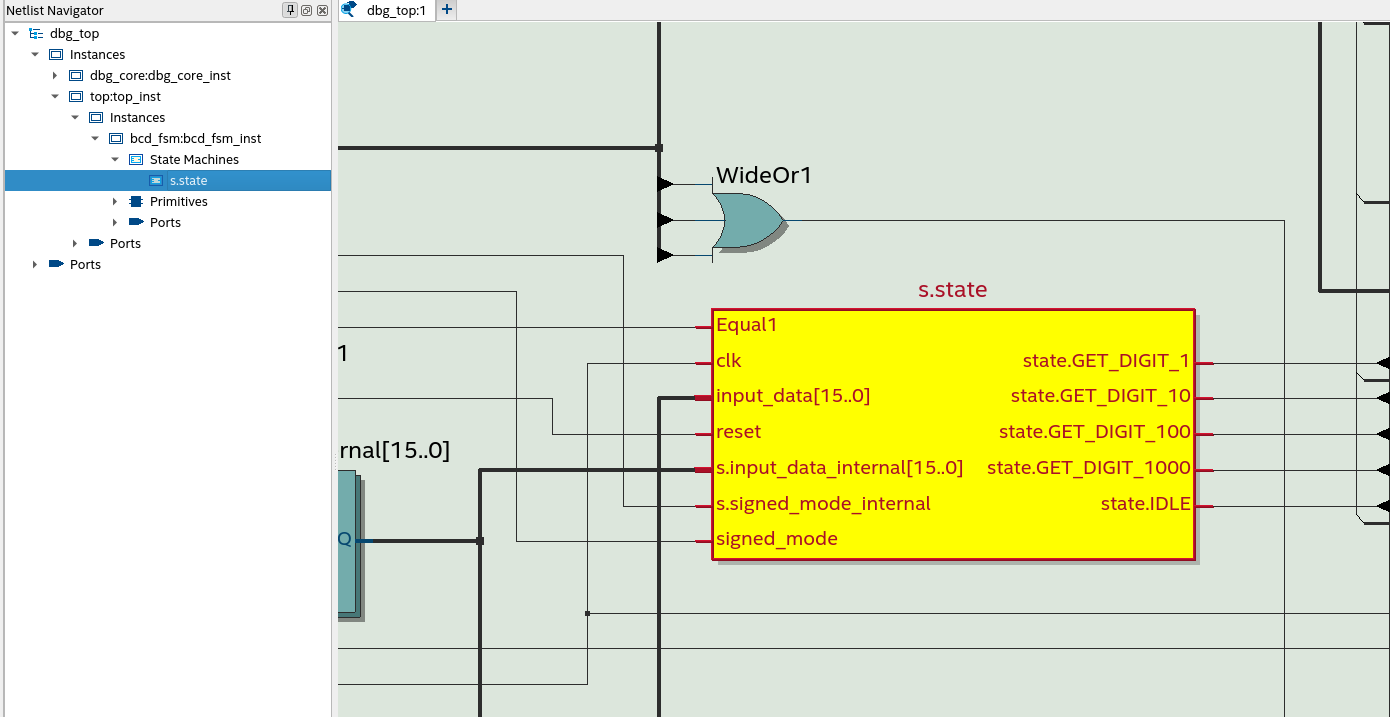 Netlist Navigator
dbg_top
Instances
dbg_core:dbg_core_inst
top:top_inst
Instances
bcd_fsm:bcd_fsm_inst
State Machines
s.state
Primitives
Ports
Ports
Ports
dbg_top:1
WideOr1
s.state
Equal1
clk
input_data[15..0]
reset
s.input_data_internal[15..0]
s.signed_mode_internal
signed_mode
state.GET_DIGIT_1
state.GET_DIGIT_10
state.GET_DIGIT_100
state.GET_DIGIT_1000
state.IDLE
1
rnal[15..0]
Q